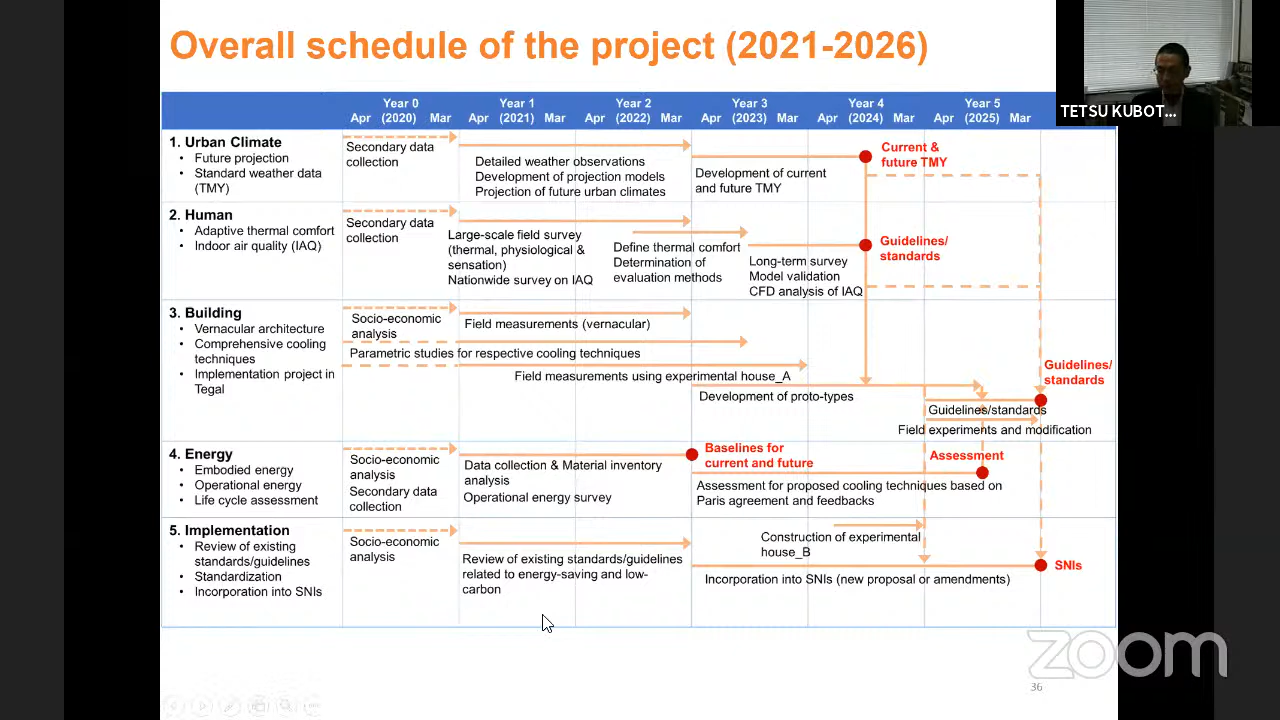 Overall schedule of the project (2021-2026)
TETSU KUBOT...
Year 0 Year 1 Year 2 Year 3 Year 4 Year 5
Apr (2020) Mar Apr (2021) Mar Apr (2022) Mar Apr (2023) Mar Apr (2024) Mar Apr (2025) Mar
1. Urban Climate
• Future projection
• Standard weather data
(TMY)
Secondary data
collection
Detailed weather observations
Development of projection models
Projection of future urban climates
Development of current
and future TMY
Current &
future TMY
2. Human
• Adaptive thermal comfort
• Indoor air quality (IAQ)
Secondary data
collection
Large-scale field survey
(thermal, physiological &
sensation)
Nationwide survey on IAQ
Define thermal comfort
Determination of
evaluation methods
Long-term survey
Model validation
CFD analysis of IAQ
Guidelines/
standards
3. Building
• Vernacular architecture
• Comprehensive cooling
techniques
• Implementation project in
Tegal
Socio-economic
analysis
Field measurements (vernacular)
Parametric studies for respective cooling techniques
Field measurements using experimental house_A
Development of proto-types
Guidelines/
standards
Guidelines/standards
Field experiments and modification
4. Energy
• Embodied energy
• Operational energy
• Life cycle assessment
Socio-economic
analysis
Secondary data
collection
Data collection & Material inventory
analysis
Operational energy survey
Baselines for
current and future
Assessment
Assessment for proposed cooling techniques based on
Paris agreement and feedbacks
5. Implementation
• Review of existing
standards/guidelines
• Standardization
• Incorporation into SNIs
Socio-economic
analysis
Review of existing standards/guidelines
related to energy-saving and low-
carbon
Construction of experimental
house_B
Incorporation into SNIs (new proposal or amendments)
SNIs
zoom
36